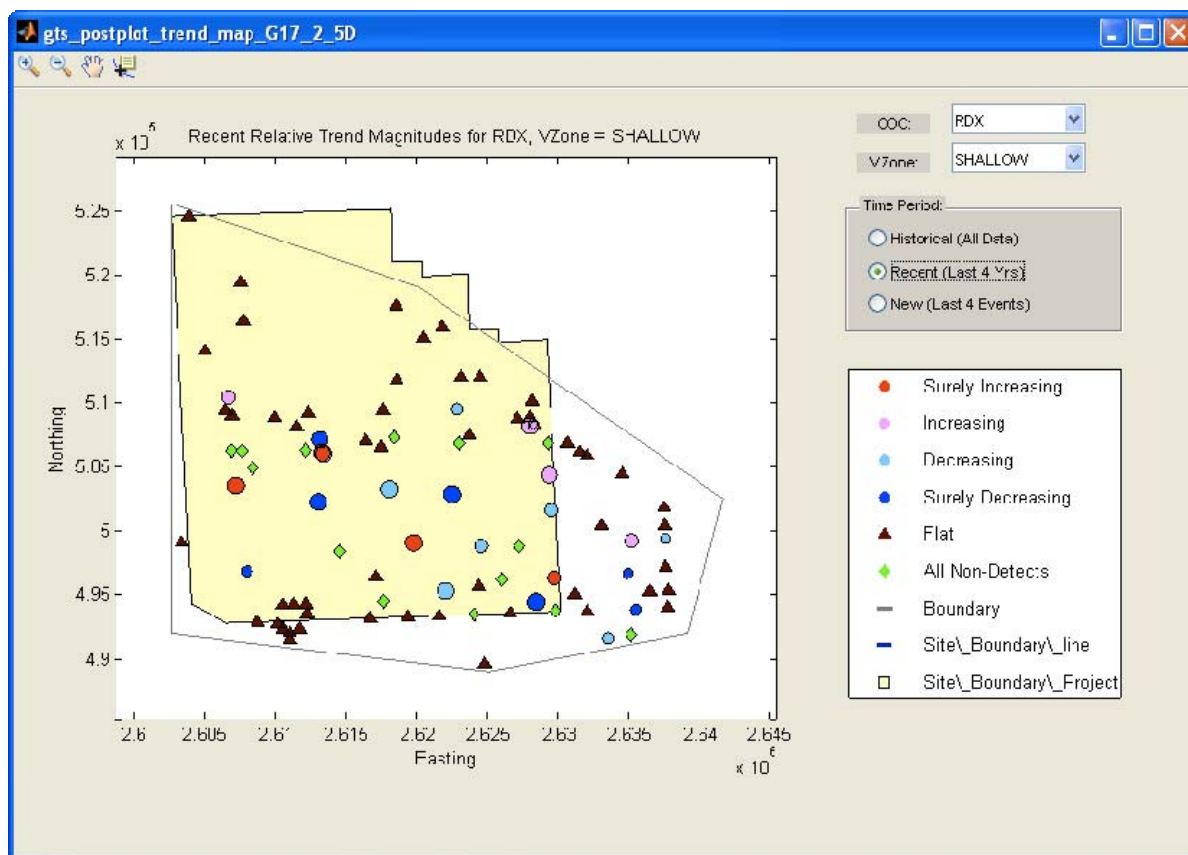 gts_postplot_trend_map_G17_2_5D
Recent Relative Trend Magnitudes for RDX, VZone = SHALLOW
x 10^5
5.25
5.2
5.15
5.1
5.05
5
4.95
4.9
Northing
2.6
2.605
2.61
2.615
2.62
2.625
2.63
2.635
2.64
2.645
Easting
x 10^6
COC:
RDX
VZone:
SHALLOW
Time Period:
Historical (All Data)
Recent (Last 4 Yrs)
New (Last 4 Events)
Surely Increasing
Increasing
Decreasing
Surely Decreasing
Flat
All Non-Detects
Boundary
Site\_Boundary\_line
Site\_Boundary\_Project